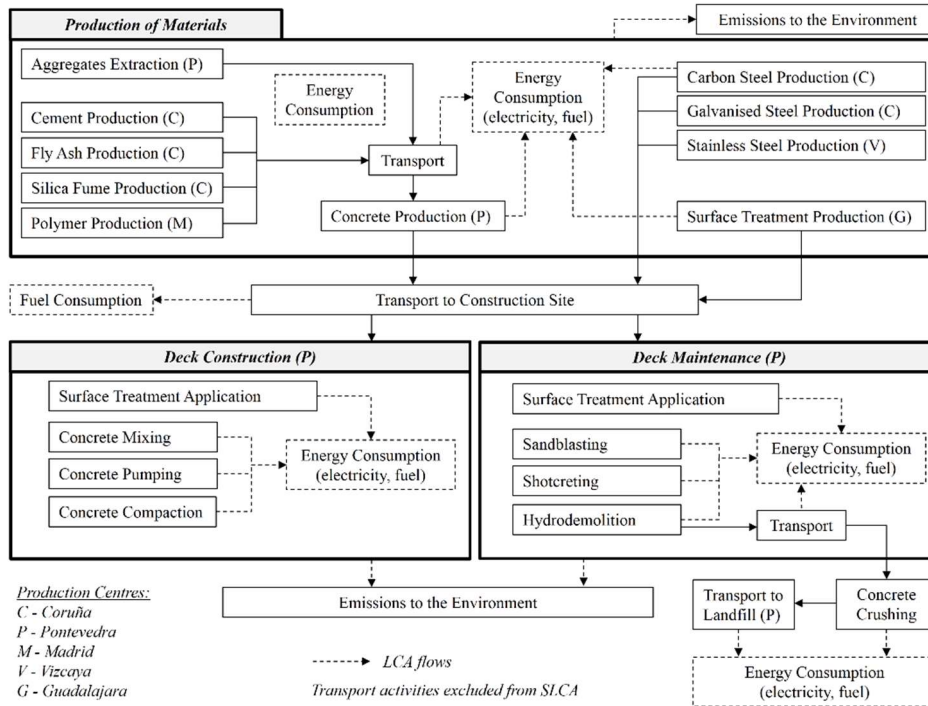 Production of Materials
Emissions to the Environment
Aggregates Extraction (P)
Energy
Consumption
Energy
Consumption
(electricity, fuel)
Carbon Steel Production (C)
Cement Production (C)
Galvanised Steel Production (C)
Fly Ash Production (C)
Transport
Stainless Steel Production (V)
Silica Fume Production (C)
Polymer Production (M)
Concrete Production (P)
Surface Treatment Production (G)
Fuel Consumption
Transport to Construction Site
Deck Construction (P)
Surface Treatment Application
Concrete Mixing
Concrete Pumping
Concrete Compaction
Energy Consumption
(electricity, fuel)
Deck Maintenance (P)
Surface Treatment Application
Sandblasting
Shotcreting
Hydrodemolition
Energy Consumption
(electricity, fuel)
Transport
Production Centres:
C - Coruña
P - Pontevedra
M - Madrid
V - Vizcaya
G - Guadalajara
Emissions to the Environment
LCA flows
Transport activities excluded from SLCA
Transport to
Landfill (P)
Concrete
Crushing
Energy Consumption
(electricity, fuel)